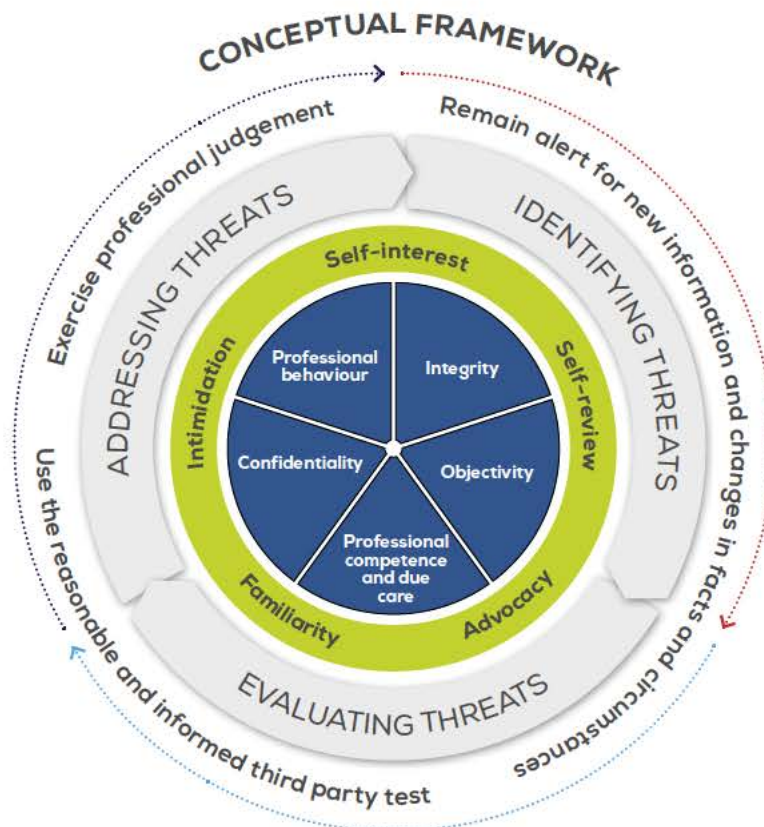 CONCEPTUAL FRAMEWORK
Exercise professional judgement
Remain alert for new information and changes in facts and circumstances
Use the reasonable and informed third party test
ADDRESSING THREATS
IDENTIFYING THREATS
EVALUATING THREATS
Self-interest
Self-review
Advocacy
Familiarity
Intimidation
Professional
behaviour
Integrity
Confidentiality
Objectivity
Professional
competence
and due
care